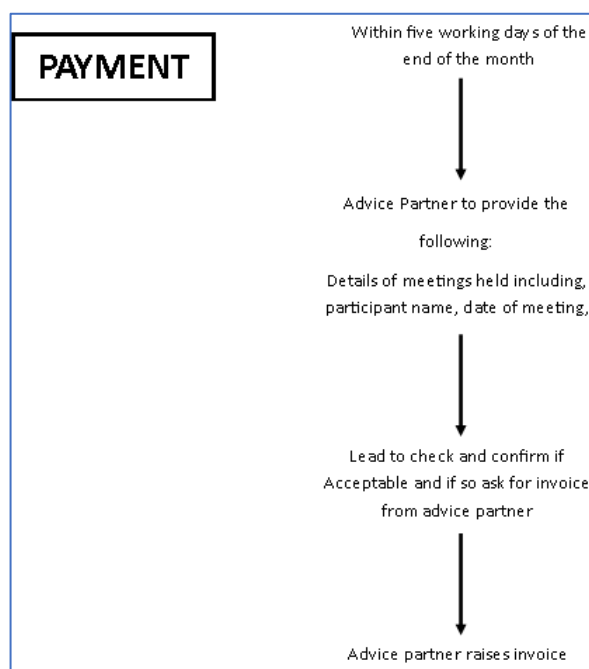 PAYMENT
Within five working days of the
end of the month
Advice Partner to provide the
following:
Details of meetings held including,
participant name, date of meeting,
Lead to check and confirm if
Acceptable and if so ask for invoice
from advice partner
Advice partner raises invoice